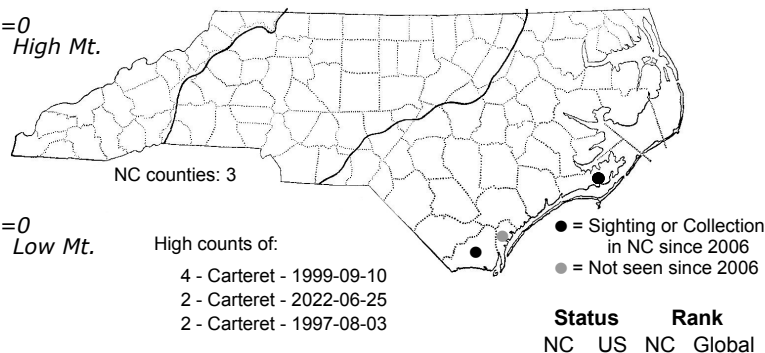 =0
High Mt.
NC counties: 3
=0
Low Mt.
High counts of:
4 - Carteret - 1999-09-10
2 - Carteret - 2022-06-25
2 - Carteret - 1997-08-03
= Sighting or Collection
in NC since 2006
= Not seen since 2006
Status Rank
NC US NC Global